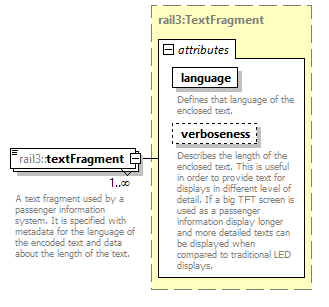 rail3:TextFragment
attributes
language
Defines that language of the
enclosed text.
verboseness
Describes the length of the
enclosed text. This is useful
in order to provide text for
displays in different level of
detail. If a big TFT screen is
used as a passenger
information display longer
and more detailed texts can
be displayed when
compared to traditional LED
displays.
rail3::textFragment
1..∞
A text fragment used by a
passenger information
system. It is specified with
metadata for the language of
the encoded text and data
about the length of the text.